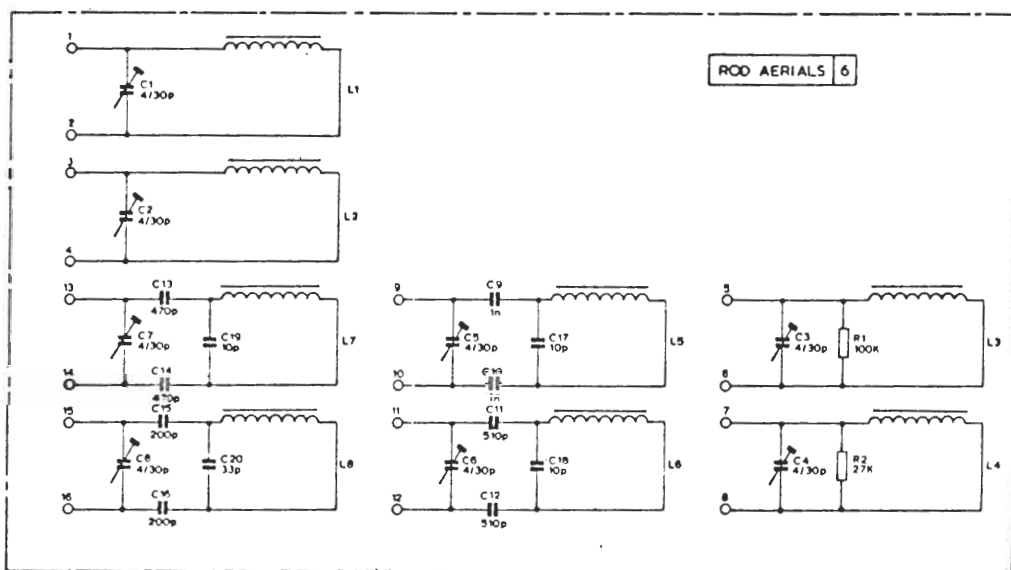 ROD AERIALS 6
1
C1
4/30p
L1
2
3
C2
4/30p
L2
4
13
C13
470p
C7
4/30p
C19
10p
L7
14
C14
470p
9
C9
1n
C5
4/30p
C17
10p
L5
10
C10
1n
5
C3
4/30p
R1
100K
L3
6
15
C15
200p
C8
4/30p
C20
33p
L8
16
C16
200p
11
C11
510p
C6
4/30p
C18
10p
L6
12
C12
510p
7
C4
4/30p
R2
27K
L4
8